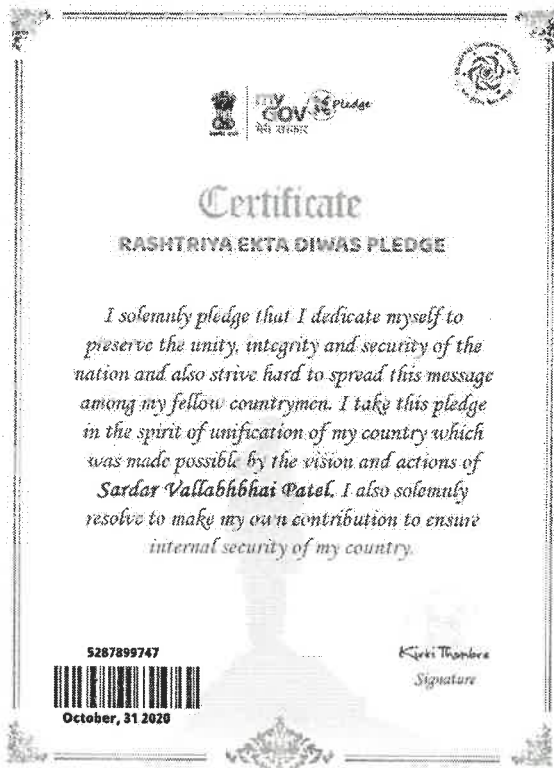 my
GOV Pledge
मेरी सरकार
Certificate
RASHTRIYA EKTA DIWAS PLEDGE
I solemnly pledge that I dedicate myself to
preserve the unity, integrity and security of the
nation and also strive hard to spread this message
among my fellow countrymen. I take this pledge
in the spirit of unification of my country which
was made possible by the vision and actions of
Sardar Vallabhbhai Patel. I also solemnly
resolve to make my own contribution to ensure
internal security of my country.
5287899747
October, 31 2020
Signature